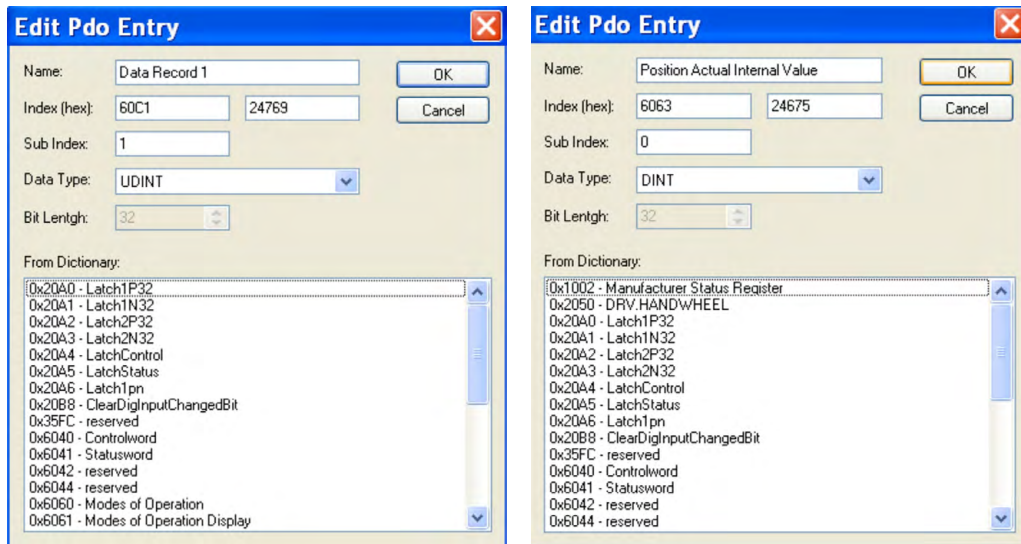 Edit Pdo Entry
Name: Data Record 1 OK
Index (hex): 60C1 24769 Cancel
Sub Index: 1
Data Type: UDINT
Bit Lentgh: 32
From Dictionary:
0x20A0 - Latch1P32
0x20A1 - Latch1N32
0x20A2 - Latch2P32
0x20A3 - Latch2N32
0x20A4 - LatchControl
0x20A5 - LatchStatus
0x20A6 - Latch1pn
0x20B8 - ClearDigInputChangedBit
0x35FC - reserved
0x6040 - Controlword
0x6041 - Statusword
0x6042 - reserved
0x6044 - reserved
0x6060 - Modes of Operation
0x6061 - Modes of Operation Display
Edit Pdo Entry
Name: Position Actual Internal Value OK
Index (hex): 6063 24675 Cancel
Sub Index: 0
Data Type: DINT
Bit Lentgh: 32
From Dictionary:
0x1002 - Manufacturer Status Register
0x2050 - DRV.HANDWHEEL
0x20A0 - Latch1P32
0x20A1 - Latch1N32
0x20A2 - Latch2P32
0x20A3 - Latch2N32
0x20A4 - LatchControl
0x20A5 - LatchStatus
0x20A6 - Latch1pn
0x20B8 - ClearDigInputChangedBit
0x35FC - reserved
0x6040 - Controlword
0x6041 - Statusword
0x6042 - reserved
0x6044 - reserved